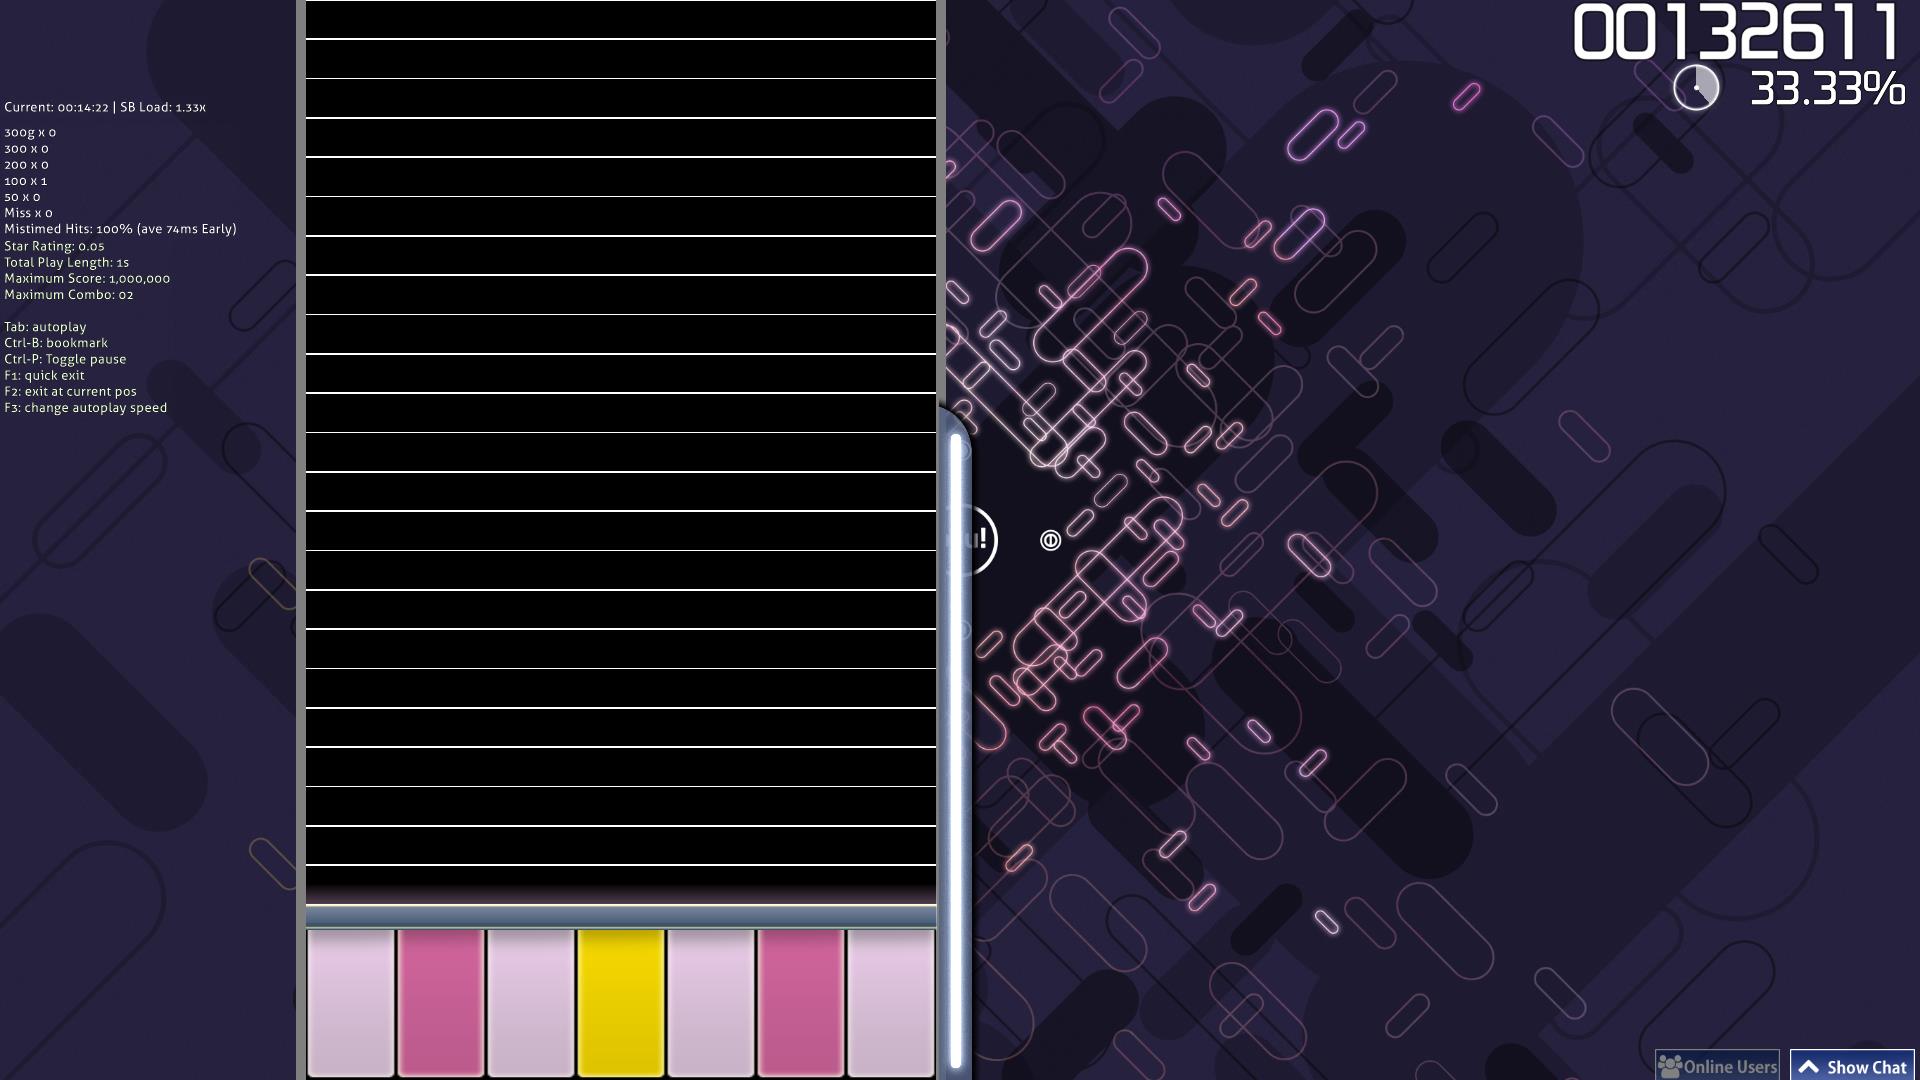 00132611
33.33%
Current: 00:14:22 | SB Load: 1.33x
300g x 0
300 x 0
200 x 0
100 x 1
50 x 0
Miss x 0
Mistimed Hits: 100% (ave 74ms Early)
Star Rating: 0.05
Total Play Length: 1s
Maximum Score: 1,000,000
Maximum Combo: 02
Tab: autoplay
Ctrl-B: bookmark
Ctrl-P: Toggle pause
F1: quick exit
F2: exit at current pos
F3: change autoplay speed
u!
Online Users
Show Chat